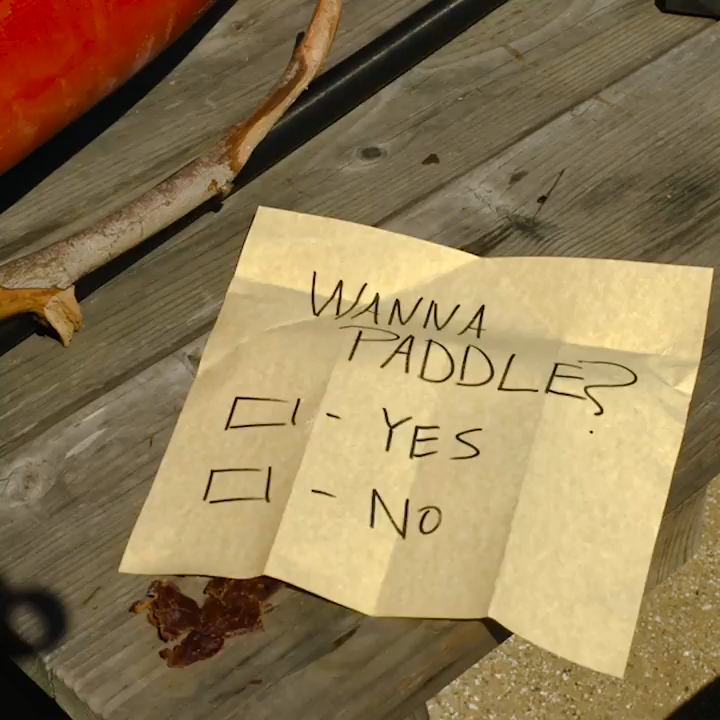 WANNA
PADDLE?
☐ - YES
☐ - NO